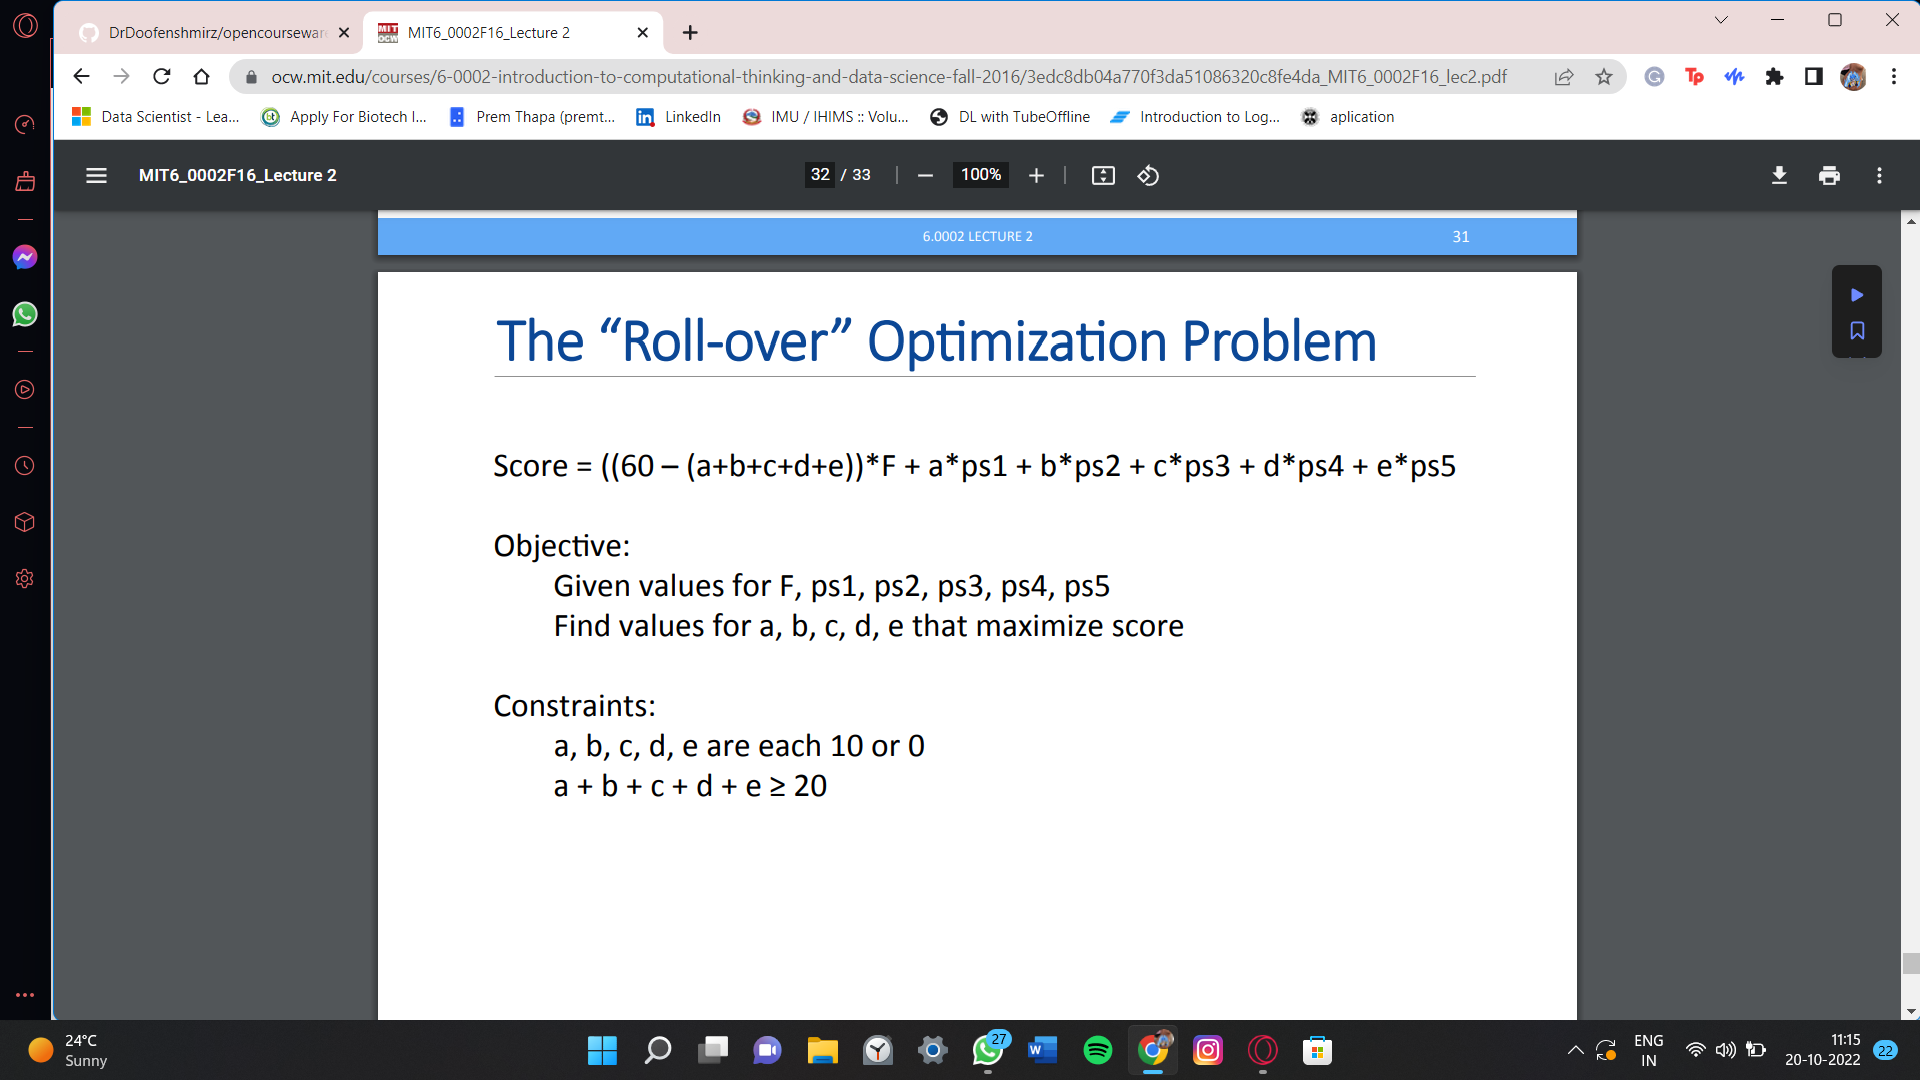 DrDoofenshmirz/opencourseware
MIT6_0002F16_Lecture 2
ocw.mit.edu/courses/6-0002-introduction-to-computational-thinking-and-data-science-fall-2016/3edc8db04a770f3da51086320c8fe4da_MIT6_0002F16_lec2.pdf
Data Scientist - Lea... Apply For Biotech I... Prem Thapa (premt... LinkedIn IMU / IHIMS :: Volu... DL with TubeOffline Introduction to Log... aplication
MIT6_0002F16_Lecture 2 32 / 33 100%
6.0002 LECTURE 2 31
The “Roll-over” Optimization Problem
Score = ((60 – (a+b+c+d+e))*F + a*ps1 + b*ps2 + c*ps3 + d*ps4 + e*ps5
Objective:
Given values for F, ps1, ps2, ps3, ps4, ps5
Find values for a, b, c, d, e that maximize score
Constraints:
a, b, c, d, e are each 10 or 0
a + b + c + d + e ≥ 20
24°C
Sunny
27
ENG
IN
11:15
20-10-2022
22